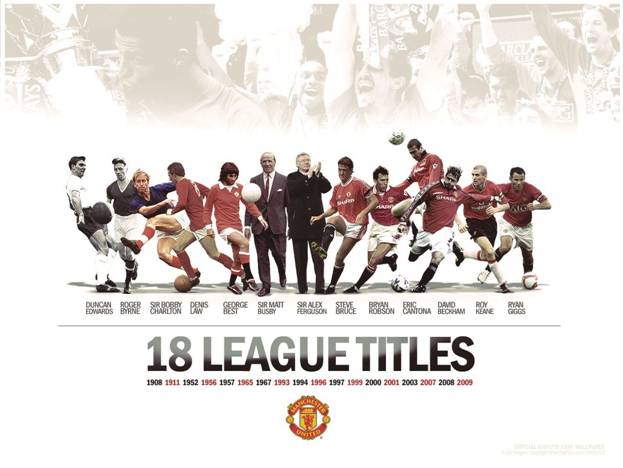 DUNCAN EDWARDS
ROGER BYRNE
SIR BOBBY CHARLTON
DENIS LAW
GEORGE BEST
SIR MATT BUSBY
SIR ALEX FERGUSON
STEVE BRUCE
BRYAN ROBSON
ERIC CANTONA
DAVID BECKHAM
ROY KEANE
RYAN GIGGS
18 LEAGUE TITLES
1908 1911 1952 1956 1957 1965 1967 1993 1994 1996 1997 1999 2000 2001 2003 2007 2008 2009
MANCHESTER
UNITED